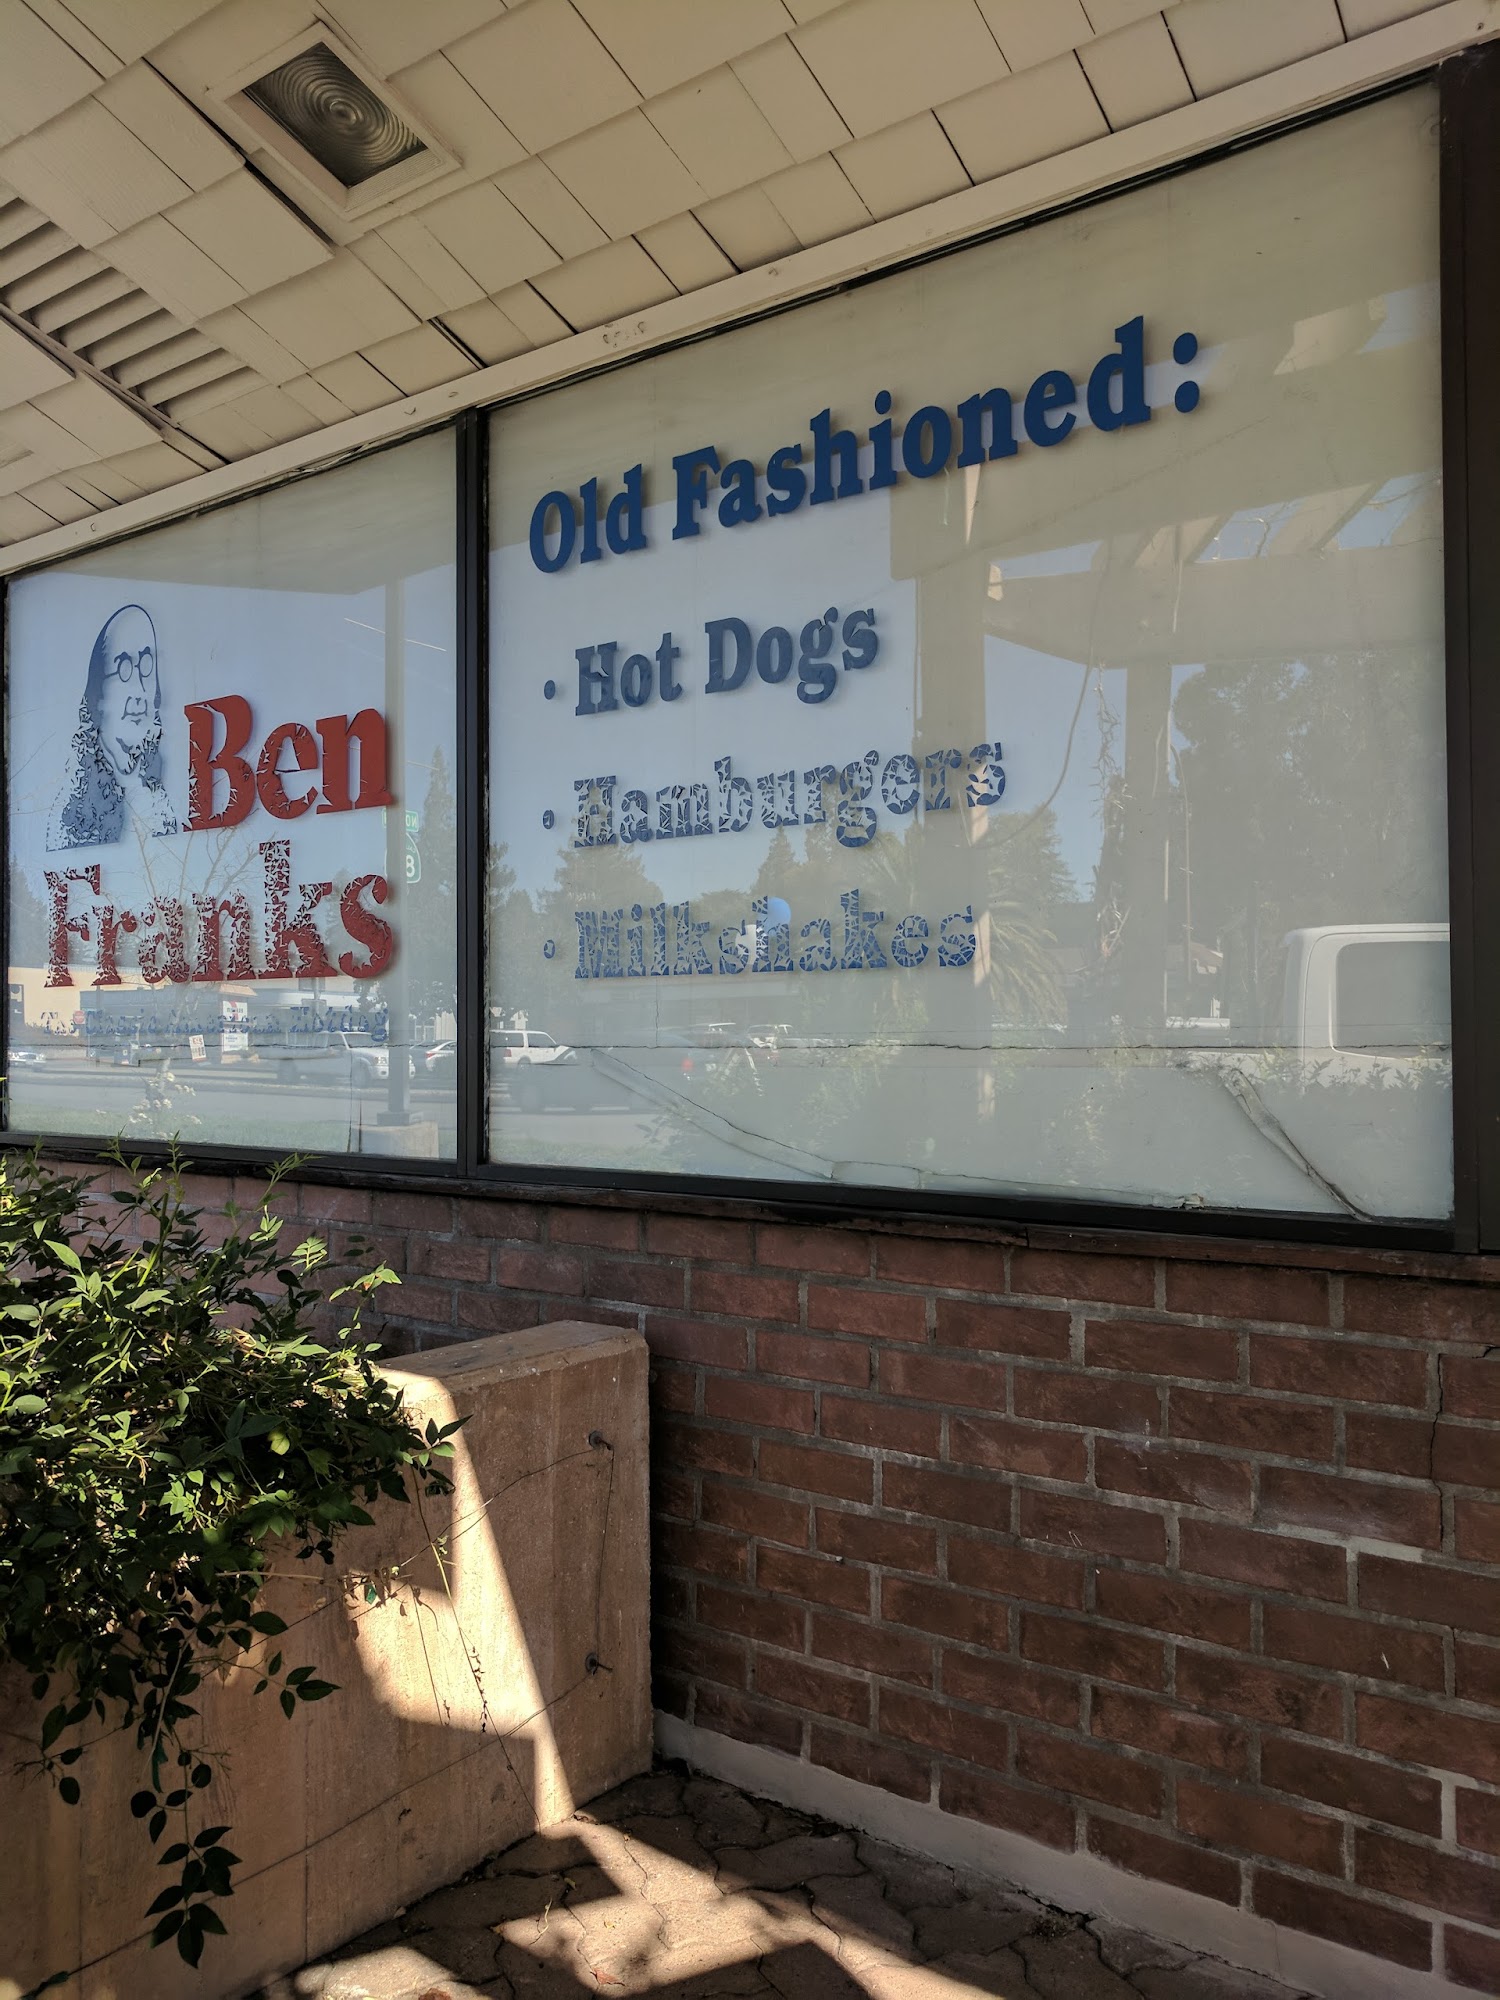 Ben
Franks
Old Fashioned:
· Hot Dogs
· Hamburgers
· Milkshakes